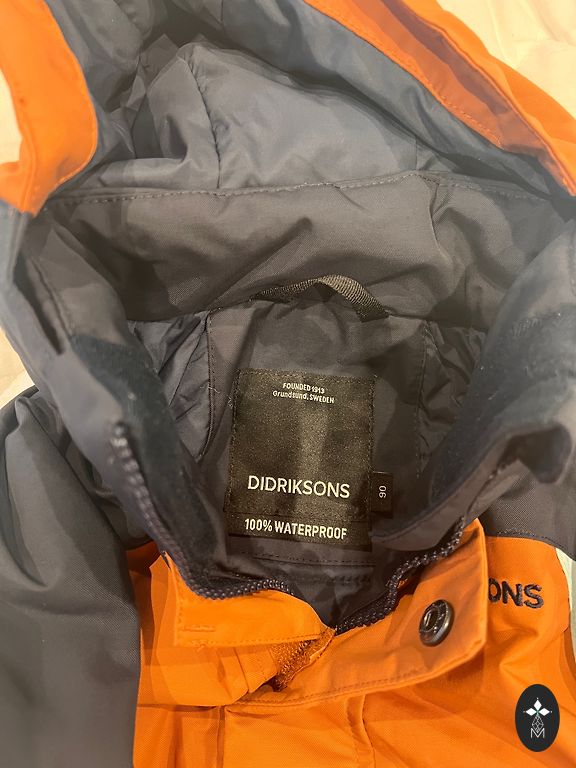 FOUNDED 1913
Grundsund, SWEDEN
DIDRIKSONS
90
100% WATERPROOF
ONS
M